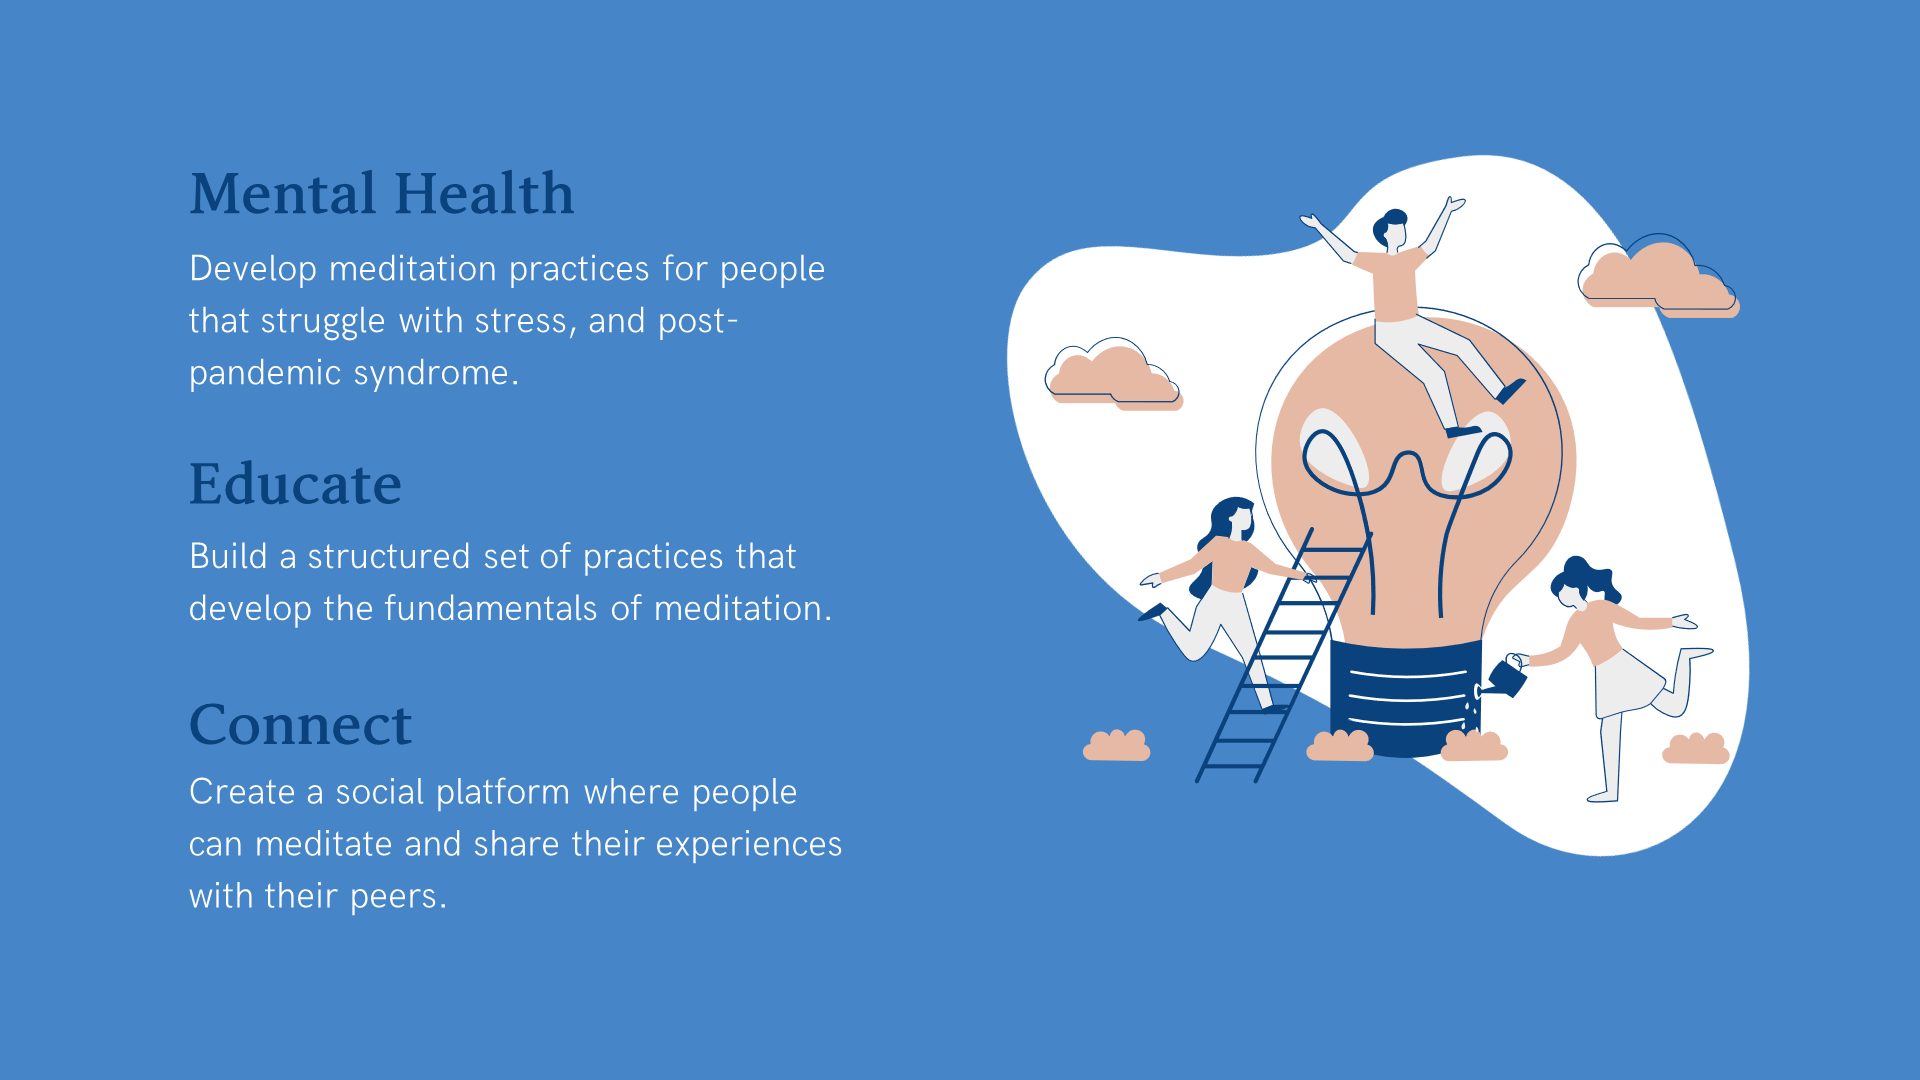 Mental Health
Develop meditation practices for people
that struggle with stress, and post-
pandemic syndrome.
Educate
Build a structured set of practices that
develop the fundamentals of meditation.
Connect
Create a social platform where people
can meditate and share their experiences
with their peers.